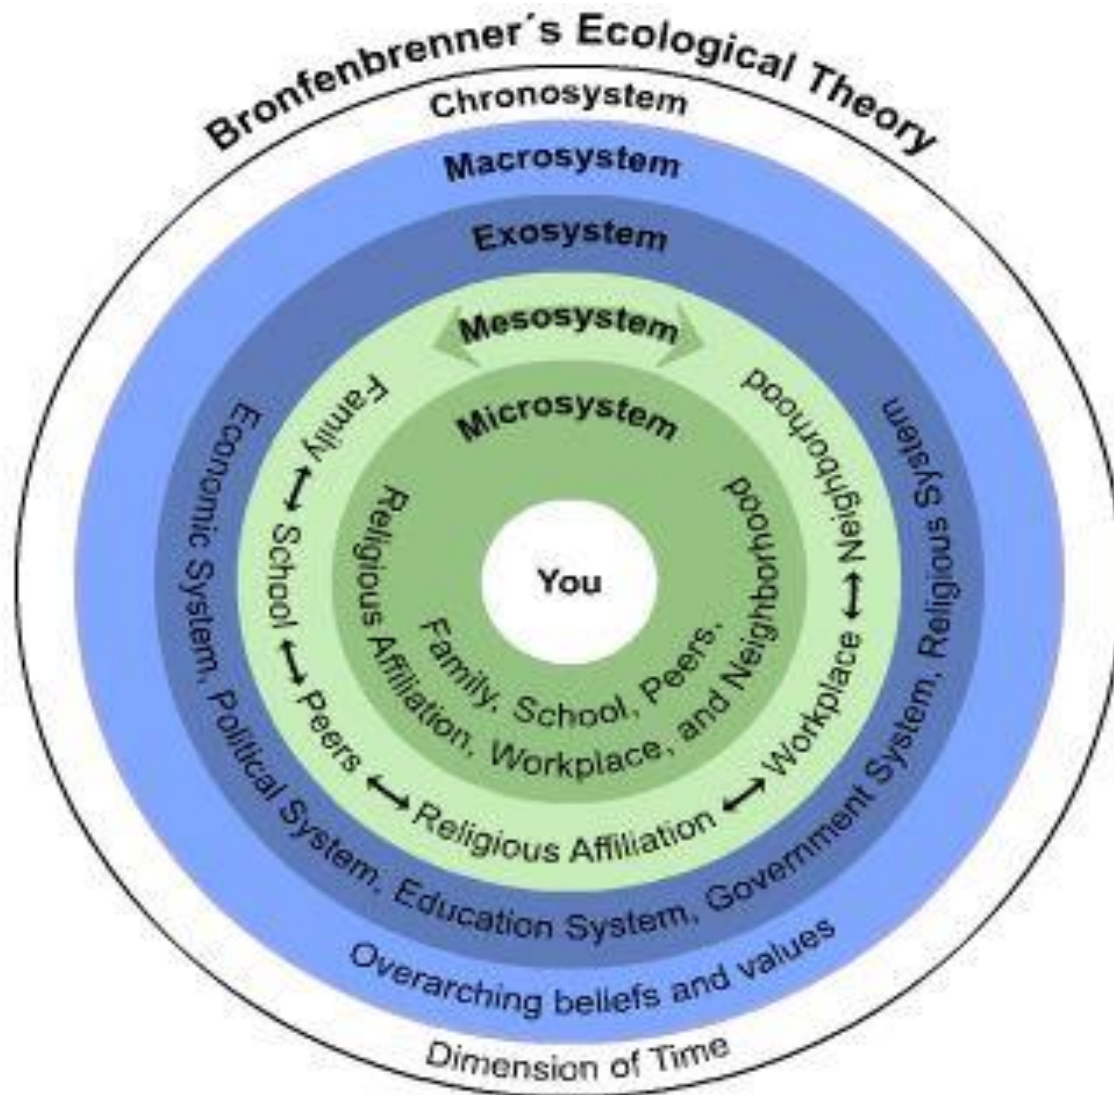 Bronfenbrenner´s Ecological Theory
Chronosystem
Macrosystem
Exosystem
Mesosystem
Microsystem
You
Family, School, Peers,
Religious Affiliation, Workplace, and Neighborhood
Family ↔ School ↔ Peers ↔ Religious Affiliation ↔ Workplace ↔ Neighborhood
Economic System, Political System, Education System, Government System, Religious System
Overarching beliefs and values
Dimension of Time